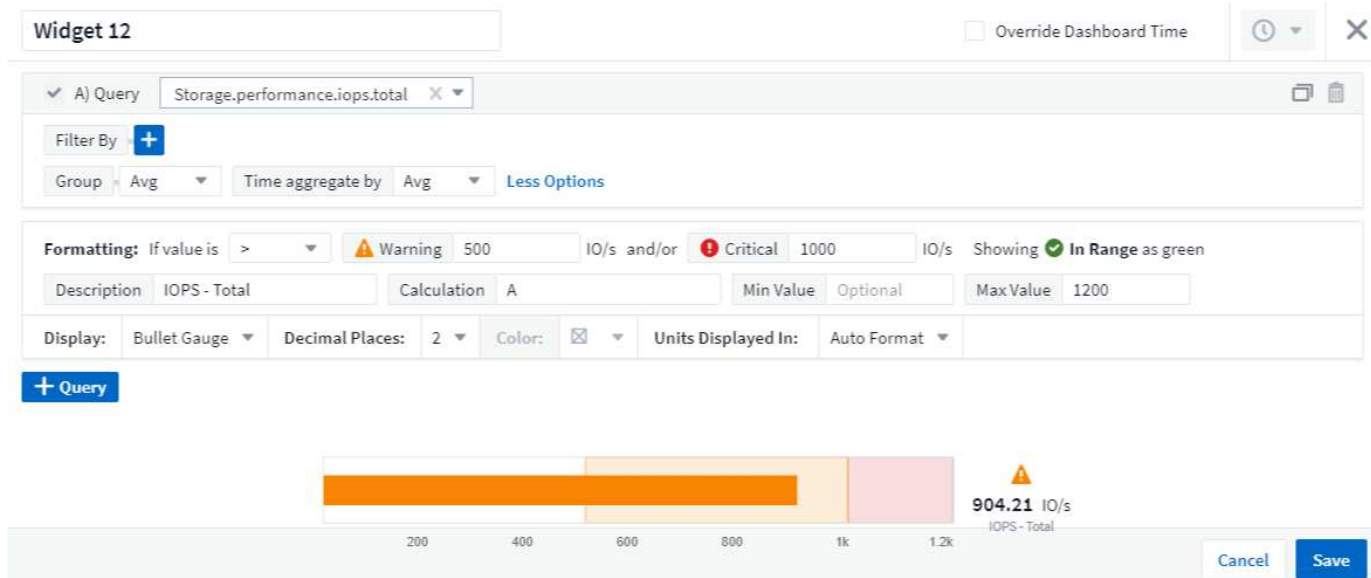 Widget 12 Override Dashboard Time
A) Query Storage.performance.iops.total
Filter By
Group Avg Time aggregate by Avg Less Options
Formatting: If value is > Warning 500 IO/s and/or Critical 1000 IO/s Showing In Range as green
Description IOPS - Total Calculation A Min Value Optional Max Value 1200
Display: Bullet Gauge Decimal Places: 2 Color: Units Displayed In: Auto Format
+ Query
904.21 IO/s
IOPS - Total
200 400 600 800 1k 1.2k
Cancel Save